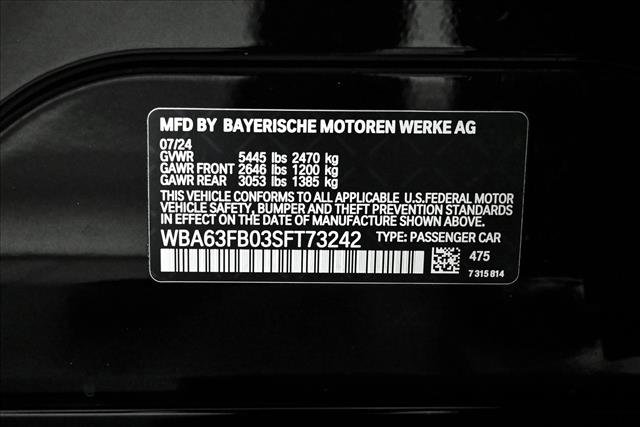 MFD BY BAYERISCHE MOTOREN WERKE AG
07/24
GVWR 5445 lbs 2470 kg
GAWR FRONT 2646 lbs 1200 kg
GAWR REAR 3053 lbs 1385 kg
THIS VEHICLE CONFORMS TO ALL APPLICABLE U.S.FEDERAL MOTOR
VEHICLE SAFETY, BUMPER AND THEFT PREVENTION STANDARDS
IN EFFECT ON THE DATE OF MANUFACTURE SHOWN ABOVE.
WBA63FB03SFT73242 TYPE: PASSENGER CAR
475
7 315 814